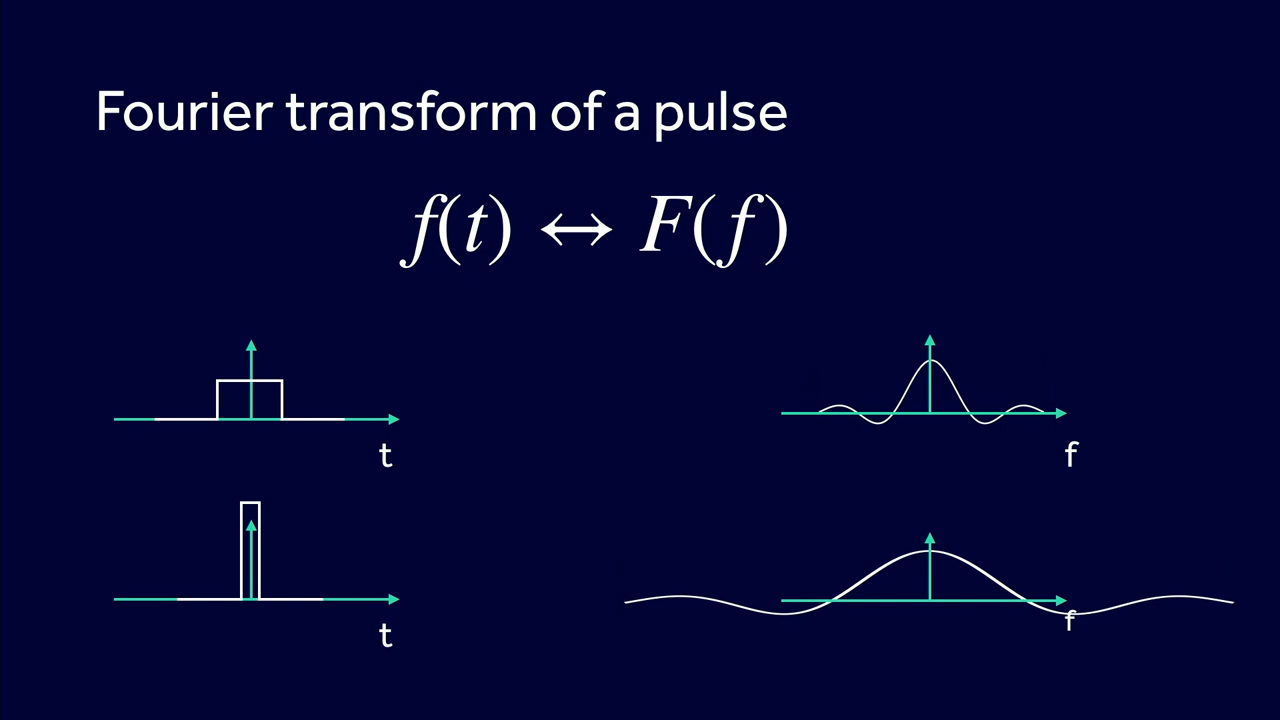 Fourier transform of a pulse
f(t) ↔ F(f)
t
f
t
f